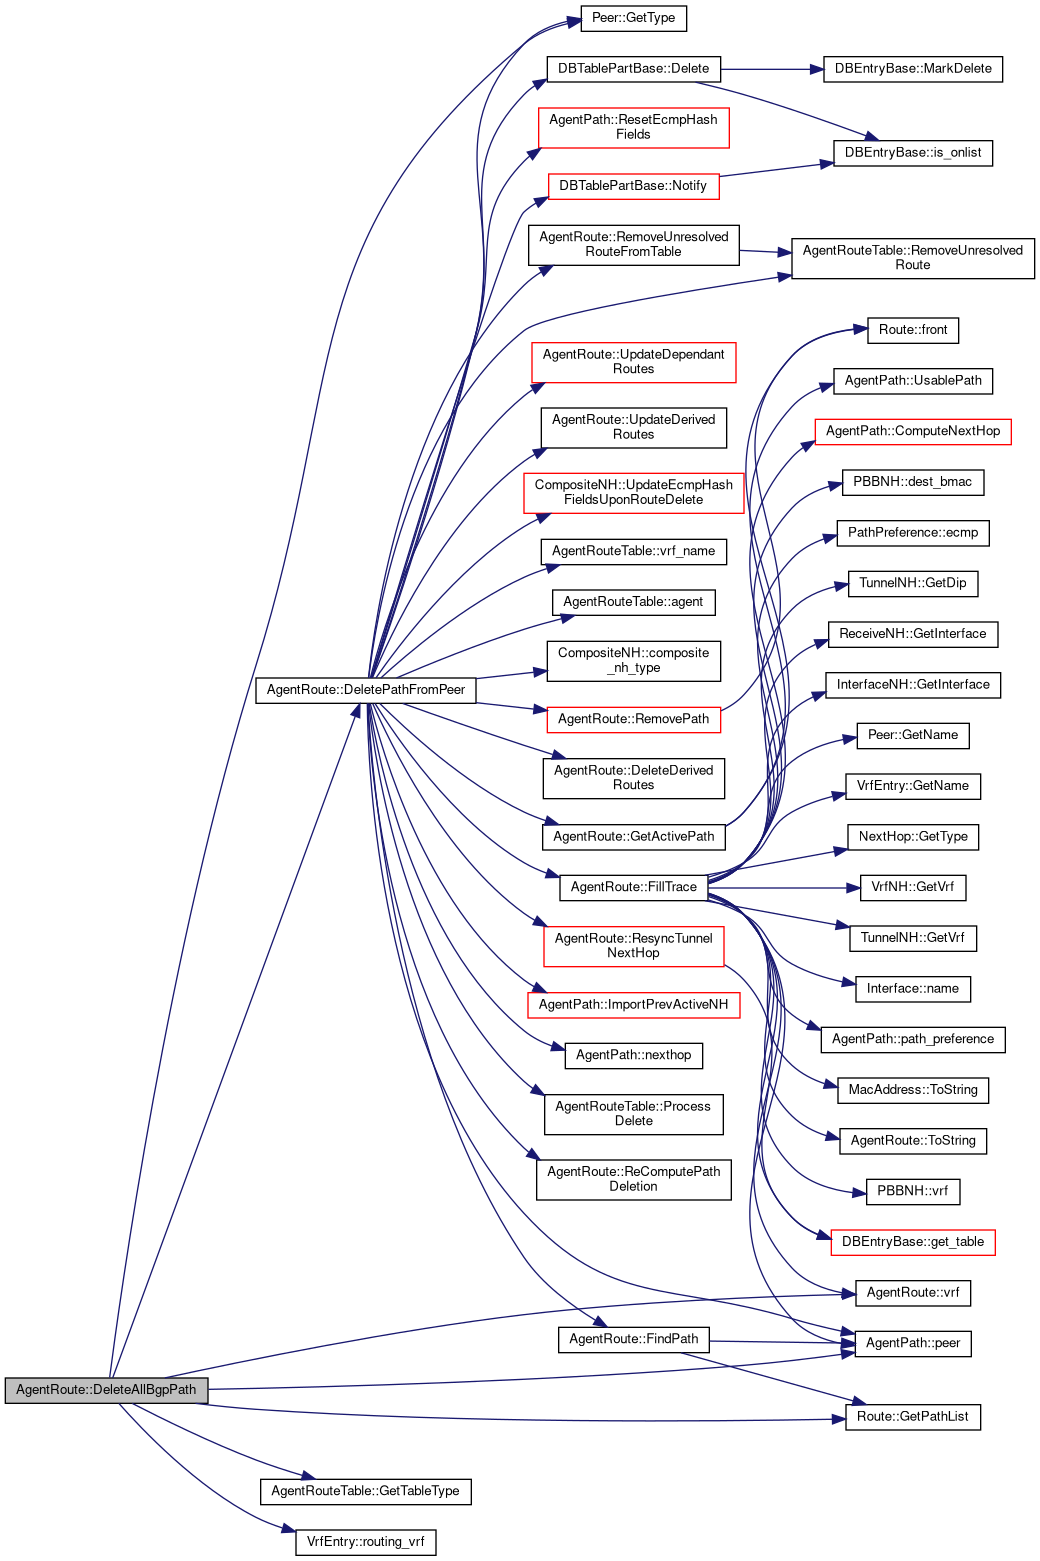 Peer::GetType
DBTablePartBase::Delete
DBEntryBase::MarkDelete
AgentPath::ResetEcmpHash
Fields
DBEntryBase::is_onlist
DBTablePartBase::Notify
AgentRoute::RemoveUnresolved
RouteFromTable
AgentRouteTable::RemoveUnresolved
Route
Route::front
AgentRoute::UpdateDependant
Routes
AgentPath::UsablePath
AgentRoute::UpdateDerived
Routes
AgentPath::ComputeNextHop
CompositeNH::UpdateEcmpHash
FieldsUponRouteDelete
PBBNH::dest_bmac
PathPreference::ecmp
AgentRouteTable::vrf_name
TunnelNH::GetDip
AgentRouteTable::agent
ReceiveNH::GetInterface
CompositeNH::composite
_nh_type
InterfaceNH::GetInterface
AgentRoute::DeletePathFromPeer
AgentRoute::RemovePath
Peer::GetName
AgentRoute::DeleteDerived
Routes
VrfEntry::GetName
AgentRoute::GetActivePath
NextHop::GetType
AgentRoute::FillTrace
VrfNH::GetVrf
AgentRoute::ResyncTunnel
NextHop
TunnelNH::GetVrf
Interface::name
AgentPath::ImportPrevActiveNH
AgentPath::path_preference
AgentPath::nexthop
MacAddress::ToString
AgentRouteTable::Process
Delete
AgentRoute::ToString
AgentRoute::ReComputePath
Deletion
PBBNH::vrf
DBEntryBase::get_table
AgentRoute::vrf
AgentRoute::FindPath
AgentPath::peer
AgentRoute::DeleteAllBgpPath
Route::GetPathList
AgentRouteTable::GetTableType
VrfEntry::routing_vrf